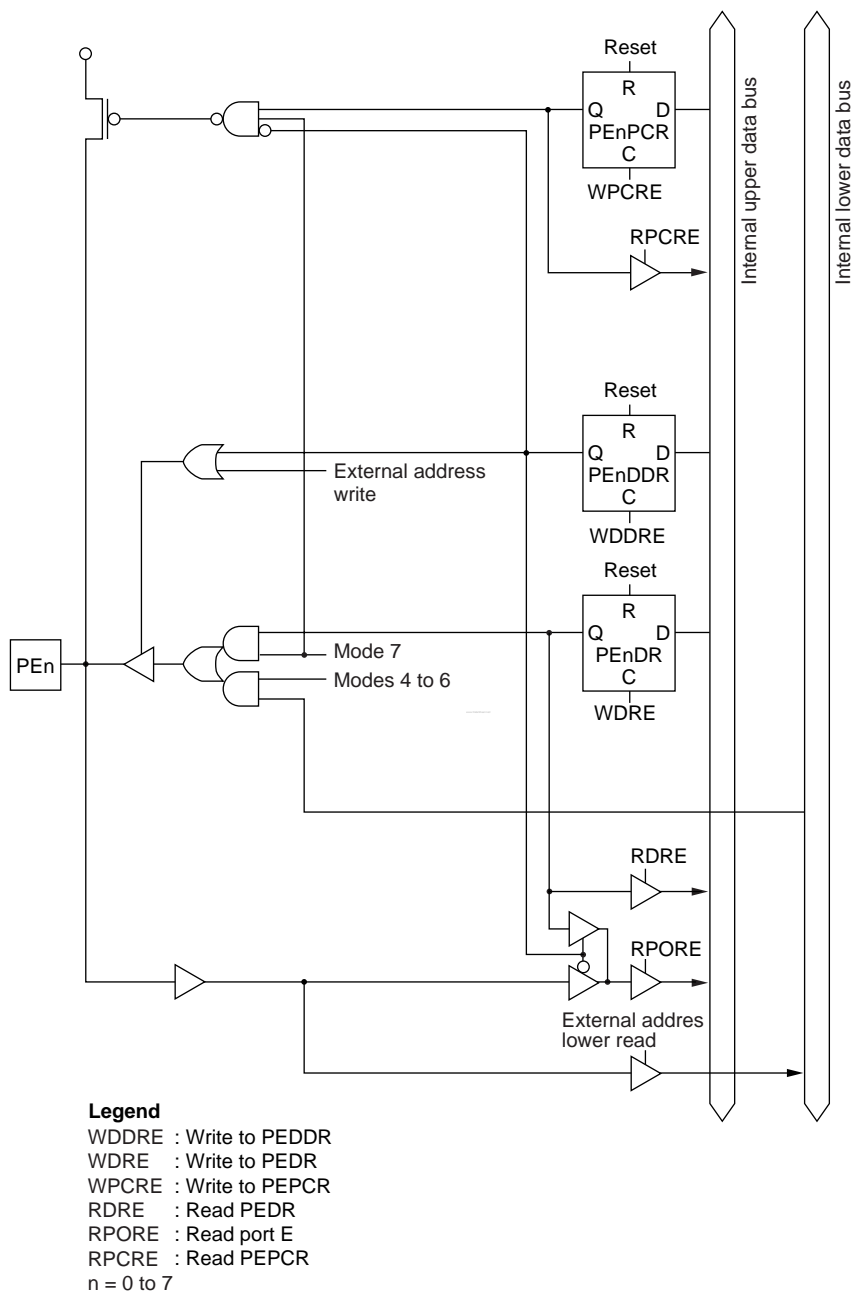 Reset
R
Q D
PEnPCR
C
WPCRE
RPCRE
Internal upper data bus
Internal lower data bus
Reset
R
Q D
PEnDDR
C
WDDRE
External address
write
Reset
R
Q D
PEnDR
C
WDRE
PEn
Mode 7
Modes 4 to 6
RDRE
RPORE
External addres
lower read
Legend
WDDRE : Write to PEDDR
WDRE : Write to PEDR
WPCRE : Write to PEPCR
RDRE : Read PEDR
RPORE : Read port E
RPCRE : Read PEPCR
n = 0 to 7